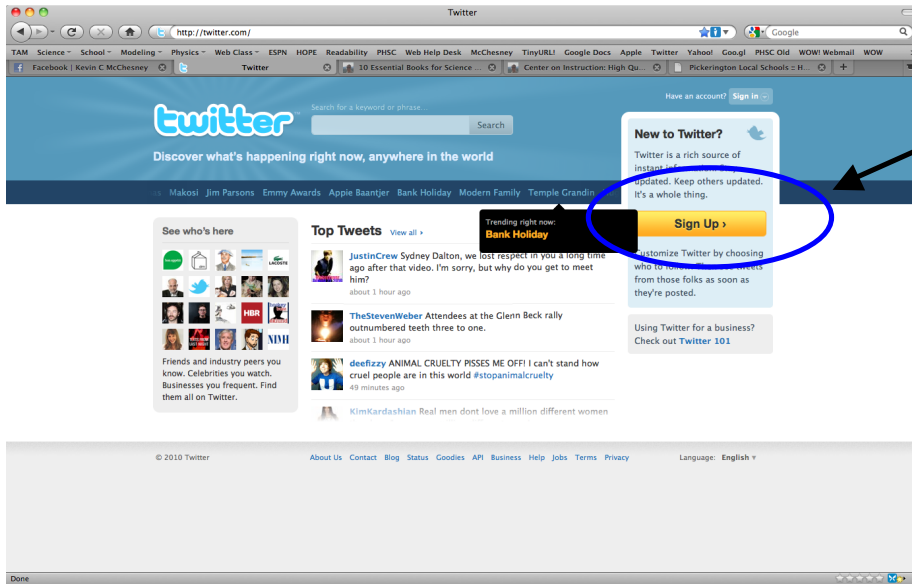 Twitter
http://twitter.com/
Google
TAM Science School Modeling Physics Web Class ESPN HOPE Readability PHSC Web Help Desk McChesney TinyURL! Google Docs Apple Twitter Yahoo! Goo.gl PHSC Old WOW! Webmail WOW
Facebook | Kevin C McChesney Twitter 10 Essential Books for Science ... Center on Instruction: High Qu... Pickerington Local Schools :: H... +
Have an account? Sign in
twitter
Search for a keyword or phrase...
Search
Discover what's happening right now, anywhere in the world
Makosi Jim Parsons Emmy Awards Appie Baantjer Bank Holiday Modern Family Temple Grandin
Trending right now:
Bank Holiday
New to Twitter?
Twitter is a rich source of
instant
updated. Keep others updated.
It's a whole thing.
Sign Up ›
Customize Twitter by choosing
who to
from those folks as soon as
they're posted.
Using Twitter for a business?
Check out Twitter 101
See who's here
LACOSTE
HBR
NIMH
Friends and industry peers you
know. Celebrities you watch.
Businesses you frequent. Find
them all on Twitter.
Top Tweets View all ›
JustinCrew Sydney Dalton, we lost respect in you a long time
ago after that video. I'm sorry, but why do you get to meet
him?
about 1 hour ago
TheStevenWeber Attendees at the Glenn Beck rally
outnumbered teeth three to one.
about 1 hour ago
deefizzy ANIMAL CRUELTY PISSES ME OFF! I can't stand how
cruel people are in this world #stopanimalcruelty
49 minutes ago
KimKardashian Real men dont love a million different women
© 2010 Twitter
About Us Contact Blog Status Goodies API Business Help Jobs Terms Privacy
Language: English
Done